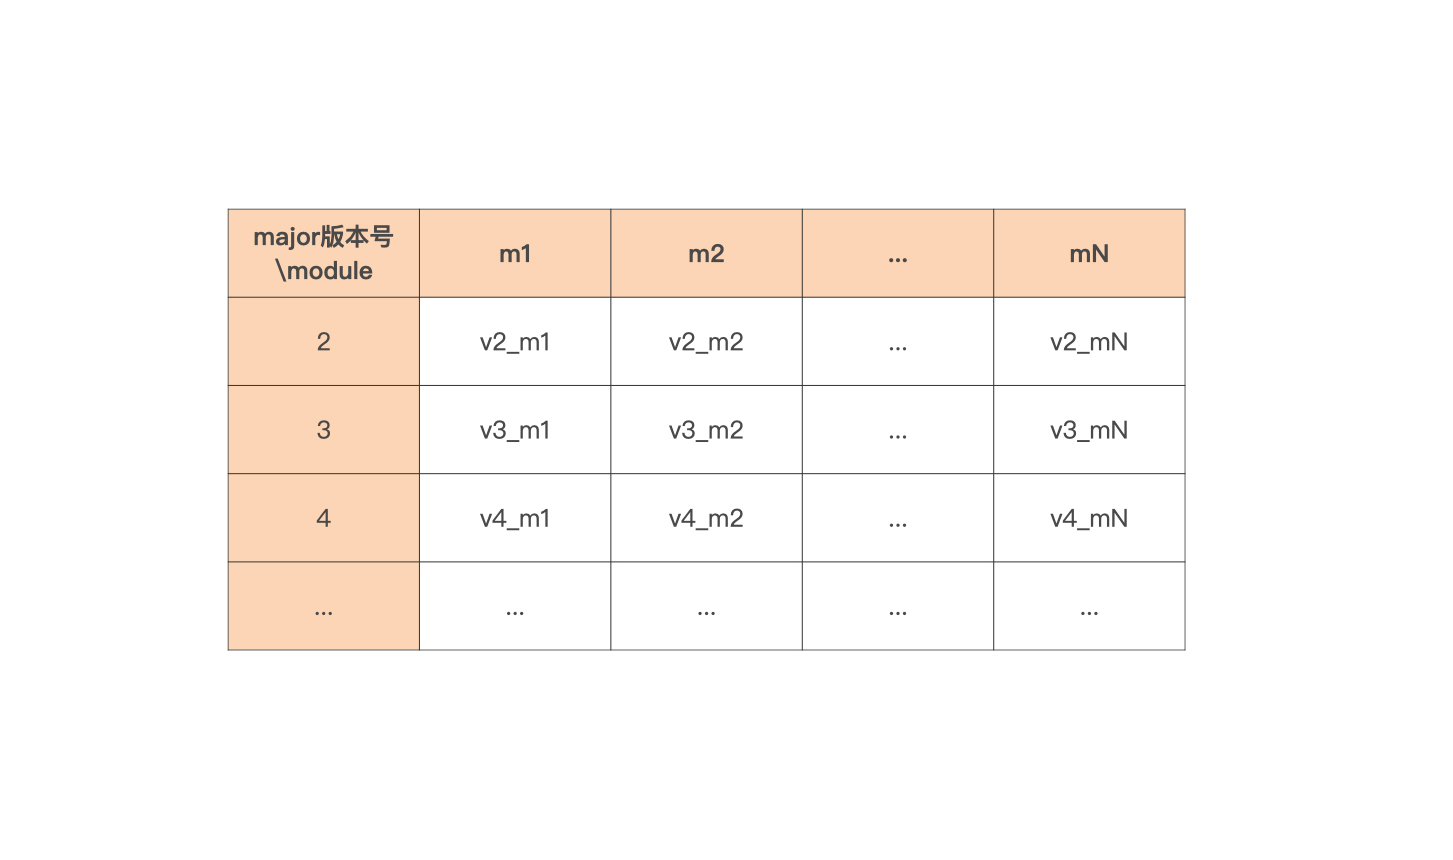 major版本号
\module
m1
m2
...
mN
2
v2_m1
v2_m2
...
v2_mN
3
v3_m1
v3_m2
...
v3_mN
4
v4_m1
v4_m2
...
v4_mN
...
...
...
...
...